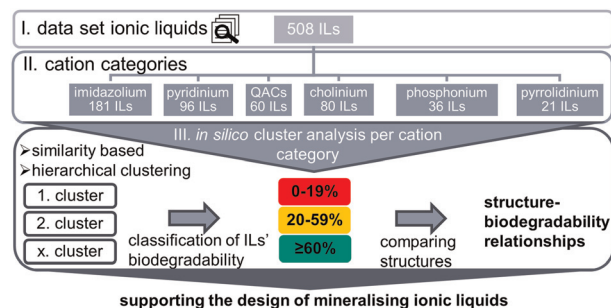 I. data set ionic liquids
508 ILs
II. cation categories
imidazolium pyridinium QACs cholinium phosphonium pyrrolidinium
181 ILs 96 ILs 60 ILs 80 ILs 36 ILs 21 ILs
III. in silico cluster analysis per cation
category
➢similarity based
➢hierarchical clustering
1. cluster
2. cluster
x. cluster
classification of ILs'
biodegradability
0-19%
20-59%
≥60%
comparing
structures
structure-
biodegradability
relationships
supporting the design of mineralising ionic liquids